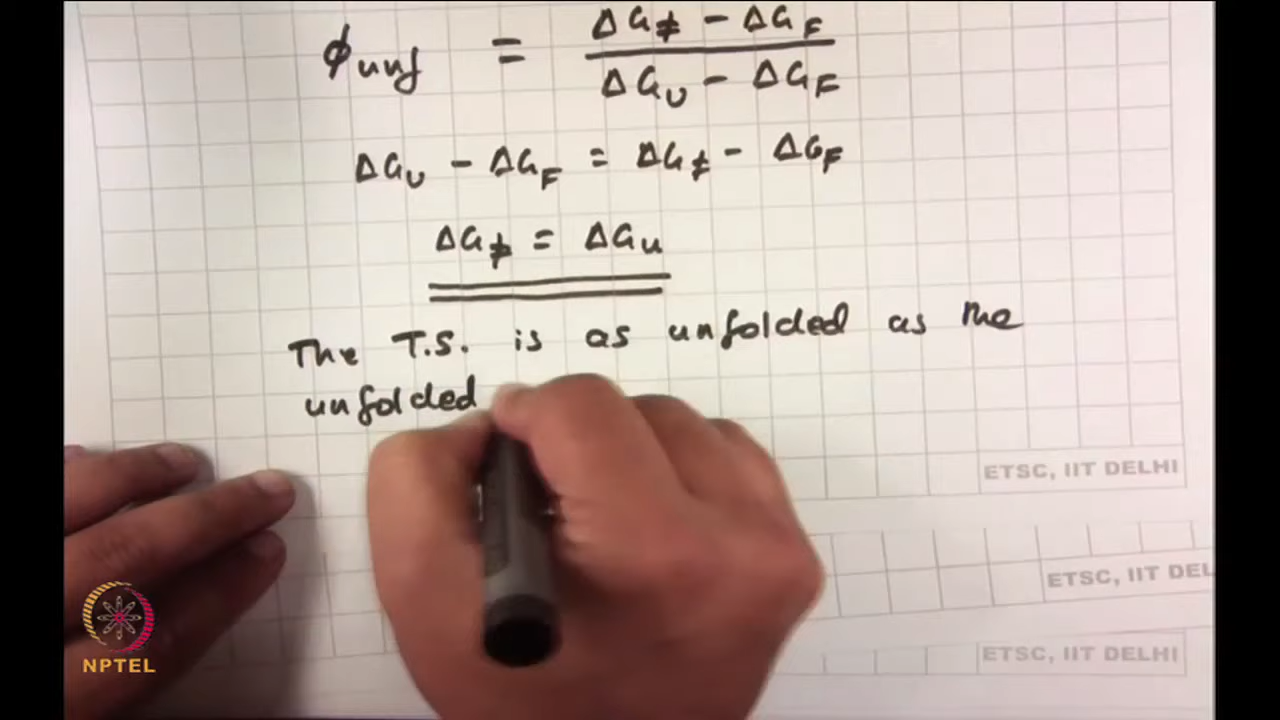 ϕunf = ΔG‡ - ΔGF / ΔGU - ΔGF
ΔGU - ΔGF = ΔG‡ - ΔGF
ΔG‡ = ΔGU
The T.S. is as unfolded as the
unfolded
ETSC, IIT DELHI
ETSC, IIT DEL
ETSC, IIT DELHI
NPTEL